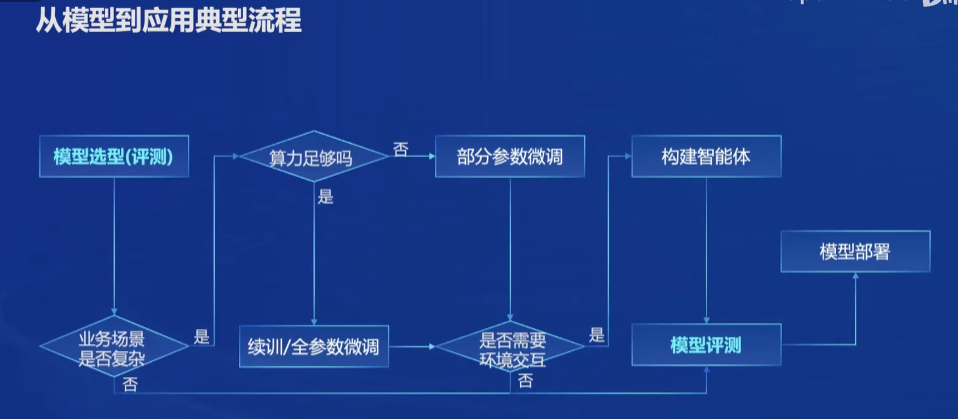 从模型到应用典型流程
模型选型(评测)
算力足够吗
否
部分参数微调
构建智能体
是
模型部署
业务场景
是否复杂
是
续训/全参数微调
是否需要
环境交互
是
模型评测
否
否